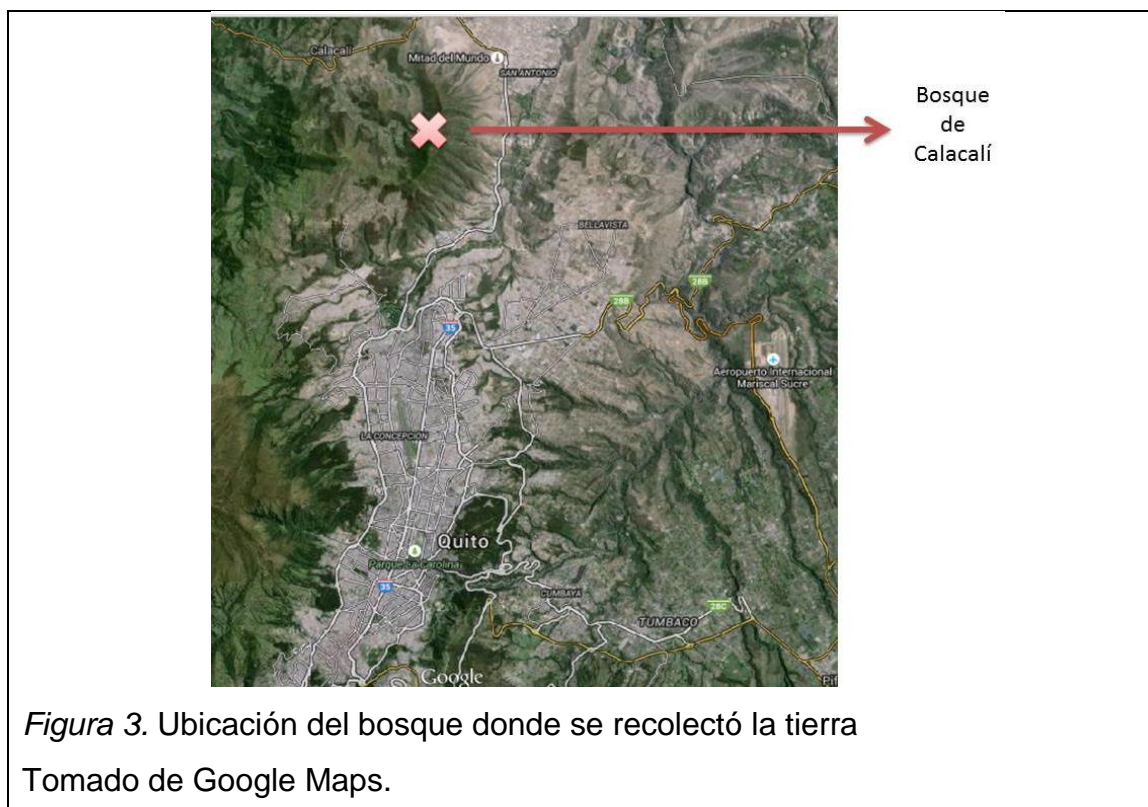 Calacalí
Mitad del Mundo
SAN ANTONIO
Bosque
de
Calacalí
BELLAVISTA
28B
28B
35
Aeropuerto Internacional
Mariscal Sucre
LA CONCEPCION
Quito
Parque La Carolina
35
CUMBAYA
28C
TUMBACO
Google
Pif
Figura 3. Ubicación del bosque donde se recolectó la tierra
Tomado de Google Maps.